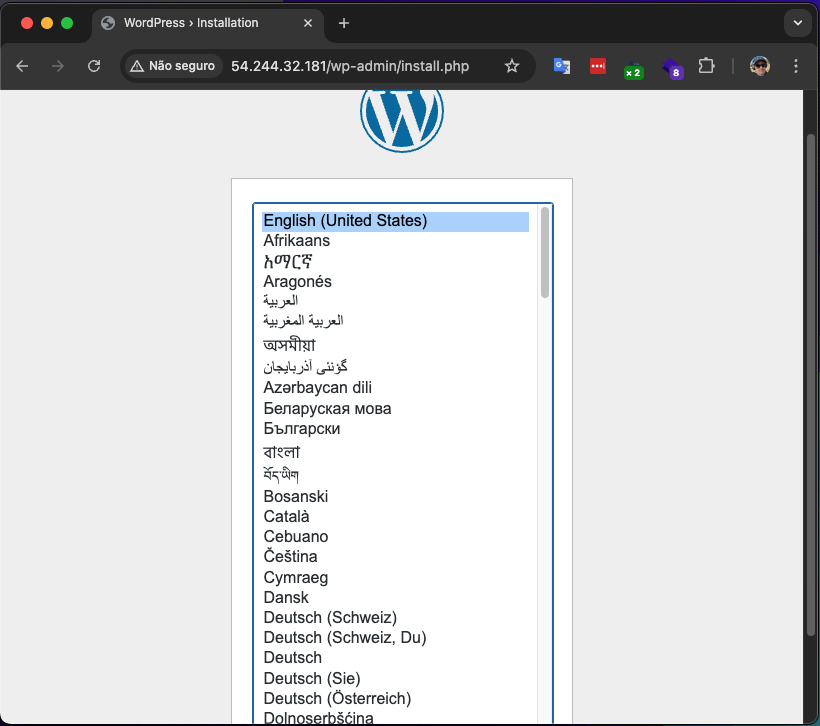 WordPress › Installation
Não seguro
54.244.32.181/wp-admin/install.php
x 2
8
English (United States)
Afrikaans
አማርኛ
Aragonés
العربية
العربية المغربية
অসমীয়া
گؤنئی آذربایجان
Azərbaycan dili
Беларуская мова
Български
বাংলা
བོད་ཡིག
Bosanski
Català
Cebuano
Čeština
Cymraeg
Dansk
Deutsch (Schweiz)
Deutsch (Schweiz, Du)
Deutsch
Deutsch (Sie)
Deutsch (Österreich)
Dolnoserbšćina